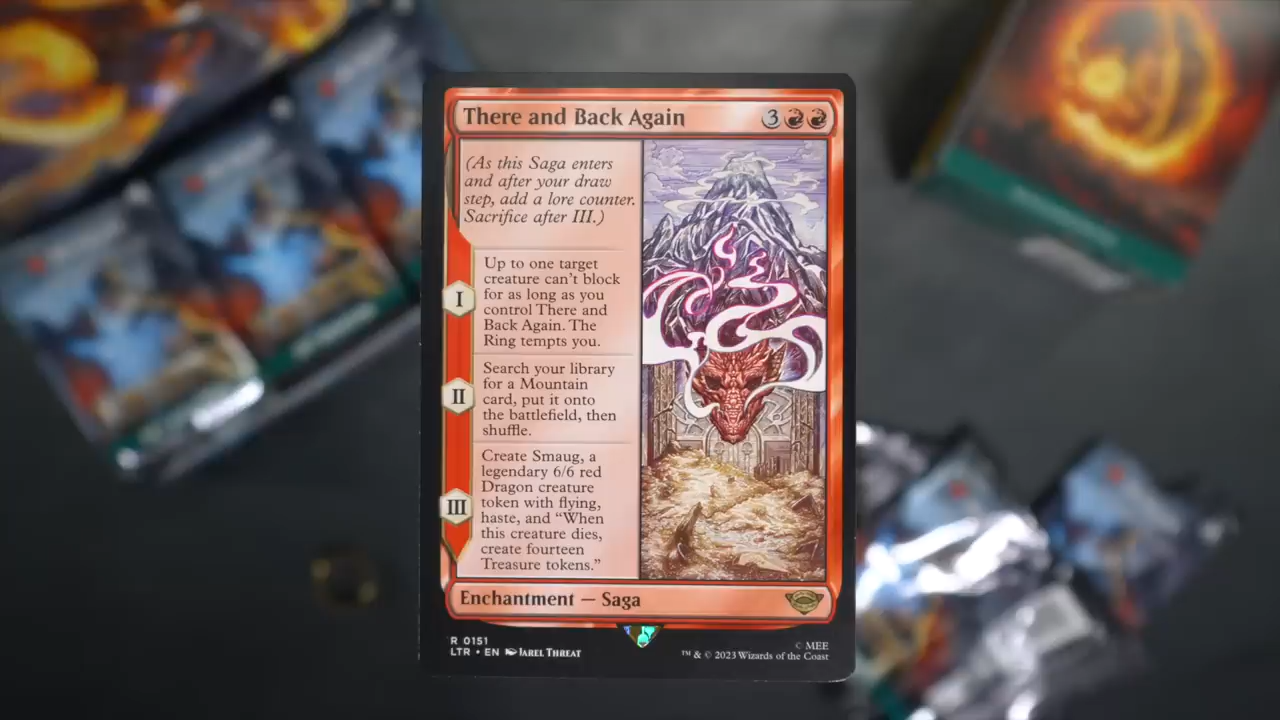 There and Back Again 3
(As this Saga enters
and after your draw
step, add a lore counter.
Sacrifice after III.)
I
Up to one target
creature can't block
for as long as you
control There and
Back Again. The
Ring tempts you.
II
Search your library
for a Mountain
card, put it onto
the battlefield, then
shuffle.
III
Create Smaug, a
legendary 6/6 red
Dragon creature
token with flying,
haste, and “When
this creature dies,
create fourteen
Treasure tokens.”
Enchantment — Saga
R 0151
LTR • EN JAREL THREAT
© MEE
™ & © 2023 Wizards of the Coast